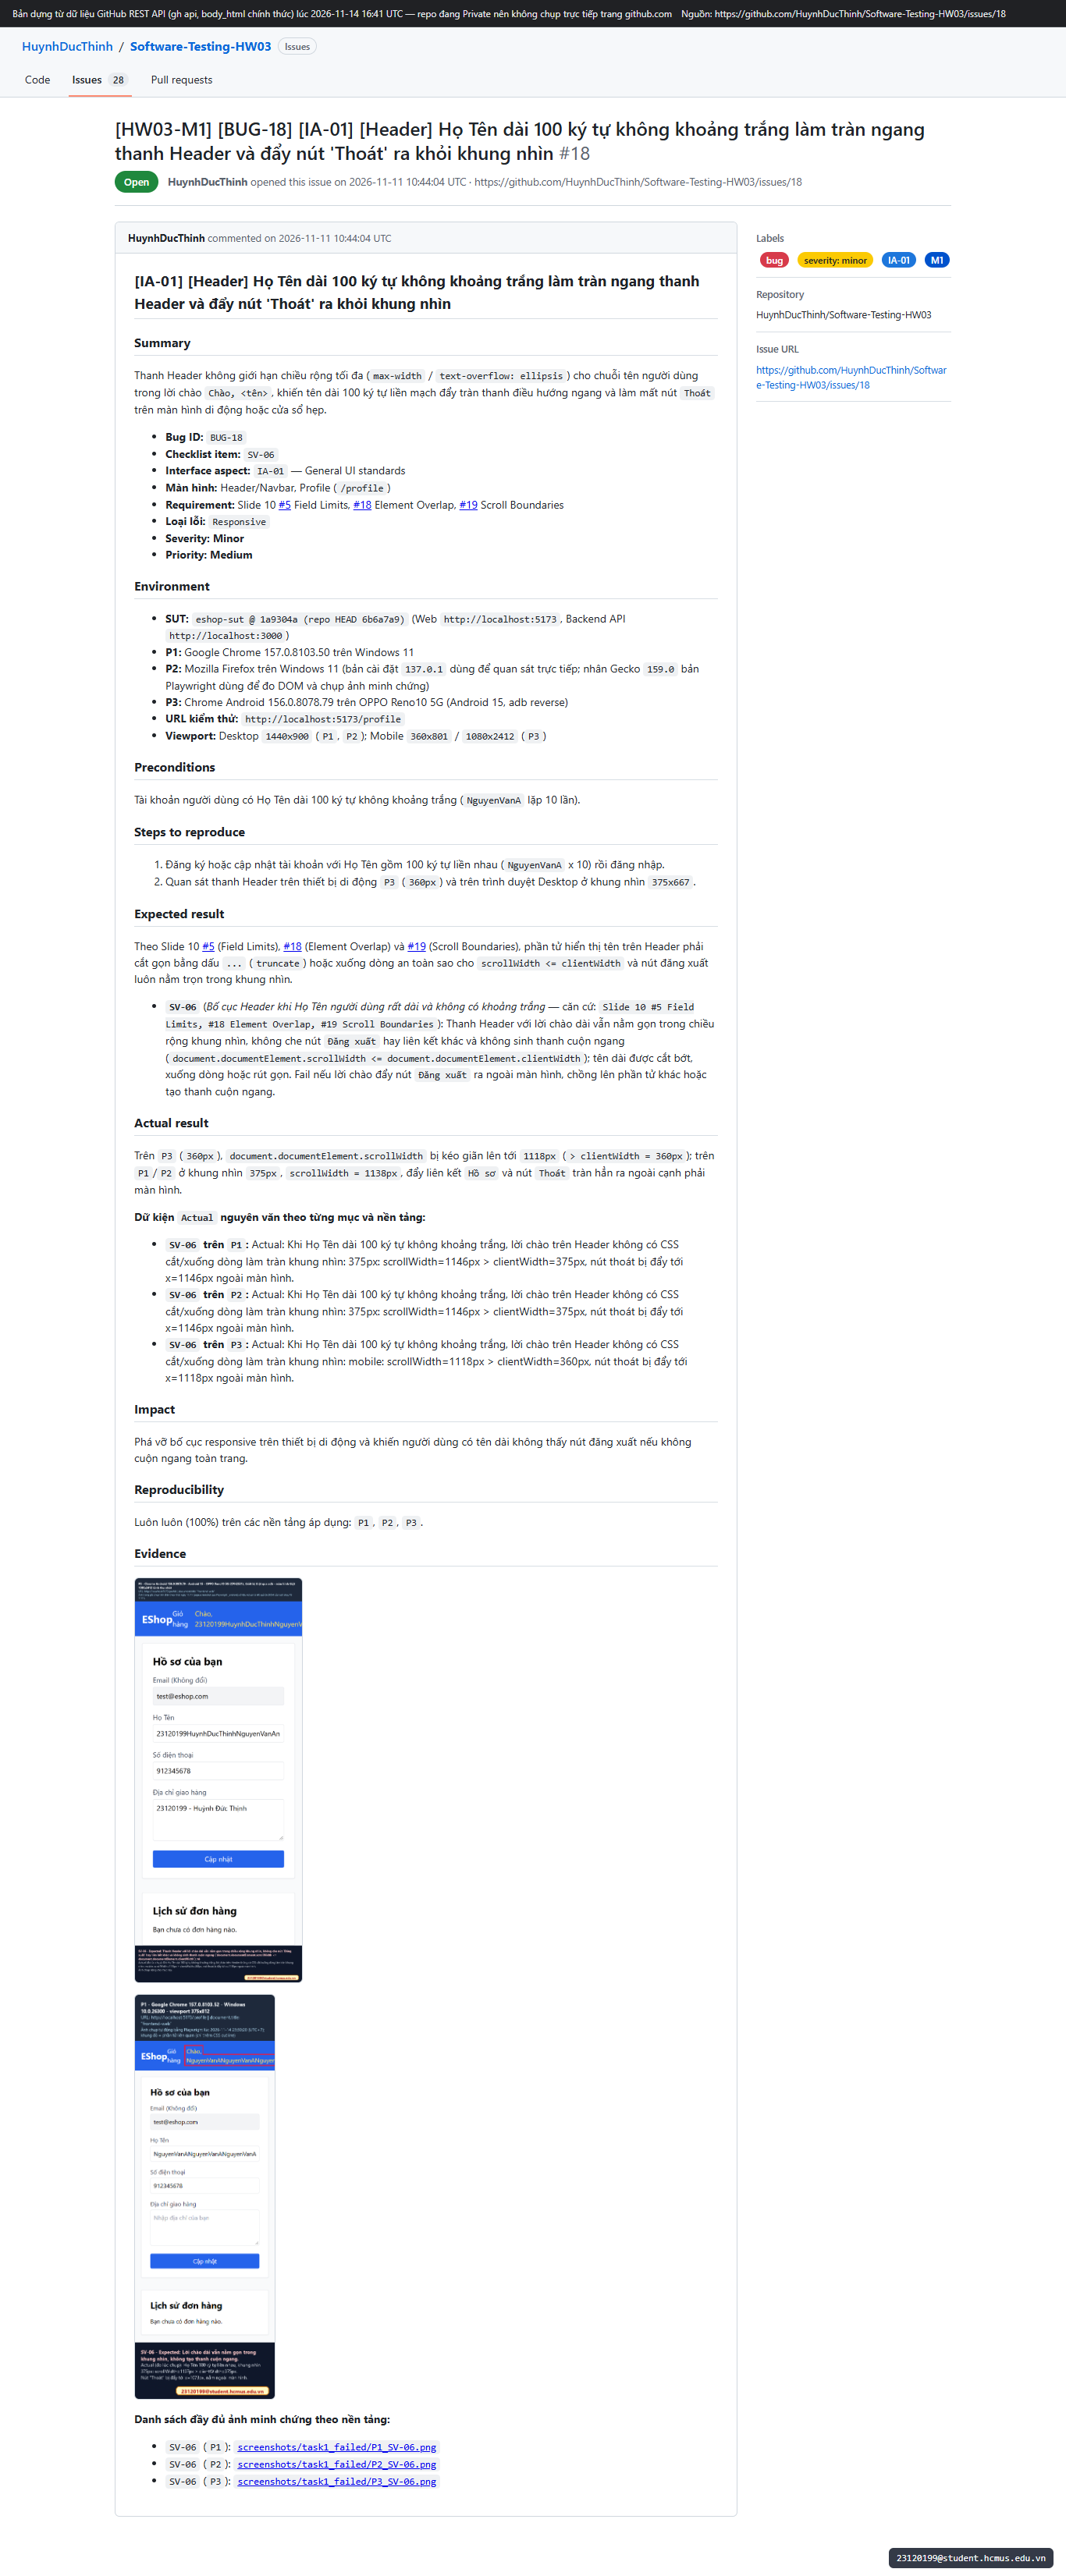 Bản dựng từ dữ liệu GitHub REST API (gh api, body_html chính thức) lúc 2026-11-14 16:41 UTC — repo đang Private nên không chụp trực tiếp trang github.com    Nguồn: https://github.com/HuynhDucThinh/Software-Testing-HW03/issues/18
HuynhDucThinh / Software-Testing-HW03 Issues
Code Issues 28 Pull requests
[HW03-M1] [BUG-18] [IA-01] [Header] Họ Tên dài 100 ký tự không khoảng trắng làm tràn ngang
thanh Header và đẩy nút 'Thoát' ra khỏi khung nhìn #18
Open HuynhDucThinh opened this issue on 2026-11-11 10:44:04 UTC · https://github.com/HuynhDucThinh/Software-Testing-HW03/issues/18
HuynhDucThinh commented on 2026-11-11 10:44:04 UTC
[IA-01] [Header] Họ Tên dài 100 ký tự không khoảng trắng làm tràn ngang thanh
Header và đẩy nút 'Thoát' ra khỏi khung nhìn
Summary
Thanh Header không giới hạn chiều rộng tối đa ( max-width / text-overflow: ellipsis ) cho chuỗi tên người dùng
trong lời chào Chào, <tên>, khiến tên dài 100 ký tự liền mạch đẩy tràn thanh điều hướng ngang và làm mất nút Thoát
trên màn hình di động hoặc cửa sổ hẹp.
• Bug ID: BUG-18
• Checklist item: SV-06
• Interface aspect: IA-01 — General UI standards
• Màn hình: Header/Navbar, Profile ( /profile )
• Requirement: Slide 10 #5 Field Limits, #18 Element Overlap, #19 Scroll Boundaries
• Loại lỗi: Responsive
• Severity: Minor
• Priority: Medium
Environment
• SUT: eshop-sut @ 1a9304a (repo HEAD 6b6a7a9) (Web http://localhost:5173 , Backend API
http://localhost:3000 )
• P1: Google Chrome 157.0.8103.50 trên Windows 11
• P2: Mozilla Firefox trên Windows 11 (bản cài đặt 137.0.1 dùng để quan sát trực tiếp; nhân Gecko 159.0 bản
Playwright dùng để đo DOM và chụp ảnh minh chứng)
• P3: Chrome Android 156.0.8078.79 trên OPPO Reno10 5G (Android 15, adb reverse)
• URL kiểm thử: http://localhost:5173/profile
• Viewport: Desktop 1440x900 ( P1 , P2 ); Mobile 360x801 / 1080x2412 ( P3 )
Preconditions
Tài khoản người dùng có Họ Tên dài 100 ký tự không khoảng trắng ( NguyenVanA lặp 10 lần).
Steps to reproduce
1. Đăng ký hoặc cập nhật tài khoản với Họ Tên gồm 100 ký tự liền nhau ( NguyenVanA x 10) rồi đăng nhập.
2. Quan sát thanh Header trên thiết bị di động P3 ( 360px ) và trên trình duyệt Desktop ở khung nhìn 375x667 .
Expected result
Theo Slide 10 #5 (Field Limits), #18 (Element Overlap) và #19 (Scroll Boundaries), phần tử hiển thị tên trên Header phải
cắt gọn bằng dấu ... ( truncate ) hoặc xuống dòng an toàn sao cho scrollWidth <= clientWidth và nút đăng xuất
luôn nằm trọn trong khung nhìn.
• SV-06 (Bố cục Header khi Họ Tên người dùng rất dài và không có khoảng trắng — căn cứ: Slide 10 #5 Field
Limits, #18 Element Overlap, #19 Scroll Boundaries ): Thanh Header với lời chào dài vẫn nằm gọn trong chiều
rộng khung nhìn, không che nút Đăng xuất hay liên kết khác và không sinh thanh cuộn ngang
( document.documentElement.scrollWidth <= document.documentElement.clientWidth ); tên dài được cắt bớt,
xuống dòng hoặc rút gọn. Fail nếu lời chào đẩy nút Đăng xuất ra ngoài màn hình, chồng lên phần tử khác hoặc
tạo thanh cuộn ngang.
Actual result
Trên P3 ( 360px ), document.documentElement.scrollWidth bị kéo giãn lên tới 1118px ( > clientWidth = 360px ); trên
P1 / P2 ở khung nhìn 375px , scrollWidth = 1138px , đẩy liên kết Hồ sơ và nút Thoát tràn hẳn ra ngoài cạnh phải
màn hình.
Dữ kiện Actual nguyên văn theo từng mục và nền tảng:
• SV-06 trên P1 : Actual: Khi Họ Tên dài 100 ký tự không khoảng trắng, lời chào trên Header không có CSS
cắt/xuống dòng làm tràn khung nhìn: 375px: scrollWidth=1146px > clientWidth=375px, nút thoát bị đẩy tới
x=1146px ngoài màn hình.
• SV-06 trên P2 : Actual: Khi Họ Tên dài 100 ký tự không khoảng trắng, lời chào trên Header không có CSS
cắt/xuống dòng làm tràn khung nhìn: 375px: scrollWidth=1146px > clientWidth=375px, nút thoát bị đẩy tới
x=1146px ngoài màn hình.
• SV-06 trên P3 : Actual: Khi Họ Tên dài 100 ký tự không khoảng trắng, lời chào trên Header không có CSS
cắt/xuống dòng làm tràn khung nhìn: mobile: scrollWidth=1118px > clientWidth=360px, nút thoát bị đẩy tới
x=1118px ngoài màn hình.
Impact
Phá vỡ bố cục responsive trên thiết bị di động và khiến người dùng có tên dài không thấy nút đăng xuất nếu không
cuộn ngang toàn trang.
Reproducibility
Luôn luôn (100%) trên các nền tảng áp dụng: P1 , P2 , P3 .
Evidence
EShop Giỏ hàng Chào,
23120199HuynhDucThinhNguyenV
Hồ sơ của bạn
Email (Không đổi)
test@eshop.com
Họ Tên
23120199HuynhDucThinhNguyenVanAn
Số điện thoại
912345678
Địa chỉ giao hàng
23120199 - Huỳnh Đức Thịnh
Cập nhật
Lịch sử đơn hàng
Bạn chưa có đơn hàng nào.
P1 - Google Chrome 157.0.8103.52 - Windows
10.0.26300 - viewport 375x812
EShop Giỏ hàng Chào,
NguyenVanANguyenVanANguyen
Hồ sơ của bạn
Email (Không đổi)
test@eshop.com
Họ Tên
NguyenVanANguyenVanANguyenVanA
Số điện thoại
912345678
Địa chỉ giao hàng
Nhập địa chỉ của bạn
Cập nhật
Lịch sử đơn hàng
Bạn chưa có đơn hàng nào.
SV-06 - Expected: Lời chào dài vẫn nằm gọn trong
khung nhìn, không tạo thanh cuộn ngang.
23120199@student.hcmus.edu.vn
Danh sách đầy đủ ảnh minh chứng theo nền tảng:
• SV-06 ( P1 ): screenshots/task1_failed/P1_SV-06.png
• SV-06 ( P2 ): screenshots/task1_failed/P2_SV-06.png
• SV-06 ( P3 ): screenshots/task1_failed/P3_SV-06.png
Labels
bug severity: minor IA-01 M1
Repository
HuynhDucThinh/Software-Testing-HW03
Issue URL
https://github.com/HuynhDucThinh/Softwar
e-Testing-HW03/issues/18
23120199@student.hcmus.edu.vn